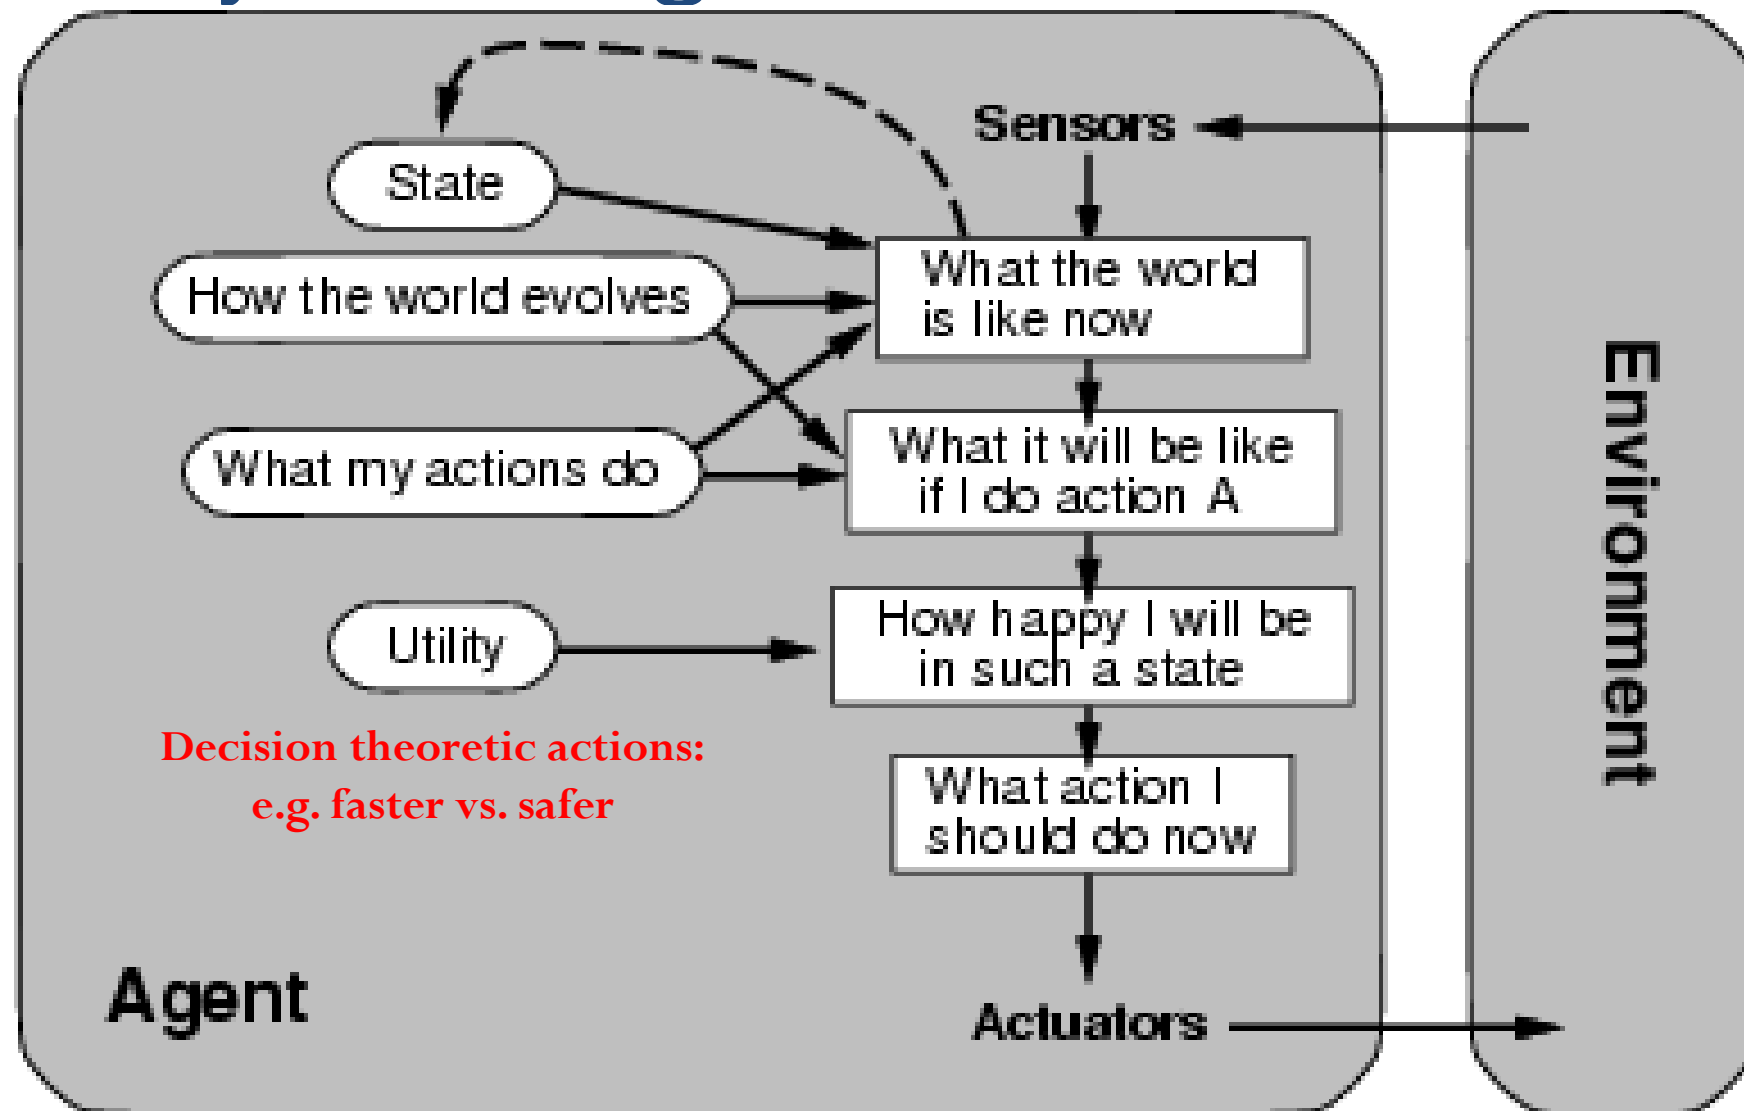 Sensors
State
What the world
is like now
How the world evolves
What it will be like
if I do action A
What my actions do
How happy I will be
in such a state
Utility
Decision theoretic actions:
e.g. faster vs. safer
What action I
should do now
Agent
Actuators
Environment